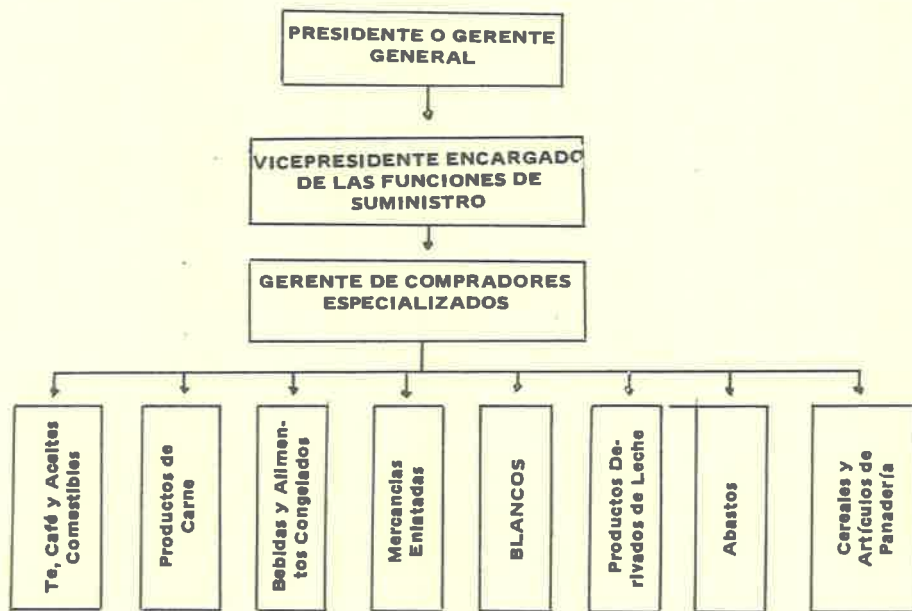 PRESIDENTE O GERENTE
GENERAL
VICEPRESIDENTE ENCARGADO
DE LAS FUNCIONES DE
SUMINISTRO
GERENTE DE COMPRADORES
ESPECIALIZADOS
Te, Café y Aceites
Comestibles
Productos de
Carne
Bebidas y Alimen-
tos Congelados
Mercancias
Enlatadas
BLANCOS
Productos De-
rivados de Leche
Abastos
Cereales y
Artículos de
Panadería